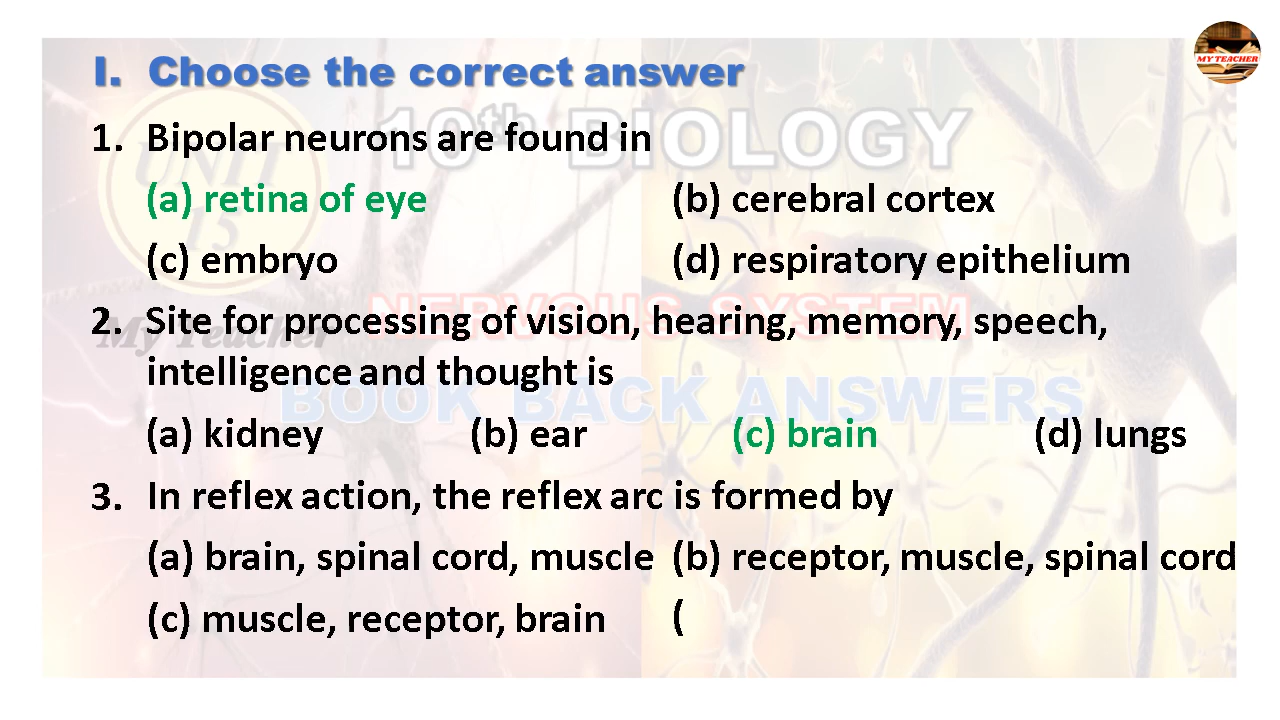 MY TEACHER
I. Choose the correct answer
10th BIOLOGY
1. Bipolar neurons are found in
(a) retina of eye (b) cerebral cortex
(c) embryo (d) respiratory epithelium
UNIT
15
NERVOUS SYSTEM
2. Site for processing of vision, hearing, memory, speech,
My Teacher
intelligence and thought is
BOOK BACK ANSWERS
(a) kidney (b) ear (c) brain (d) lungs
3. In reflex action, the reflex arc is formed by
(a) brain, spinal cord, muscle (b) receptor, muscle, spinal cord
(c) muscle, receptor, brain (